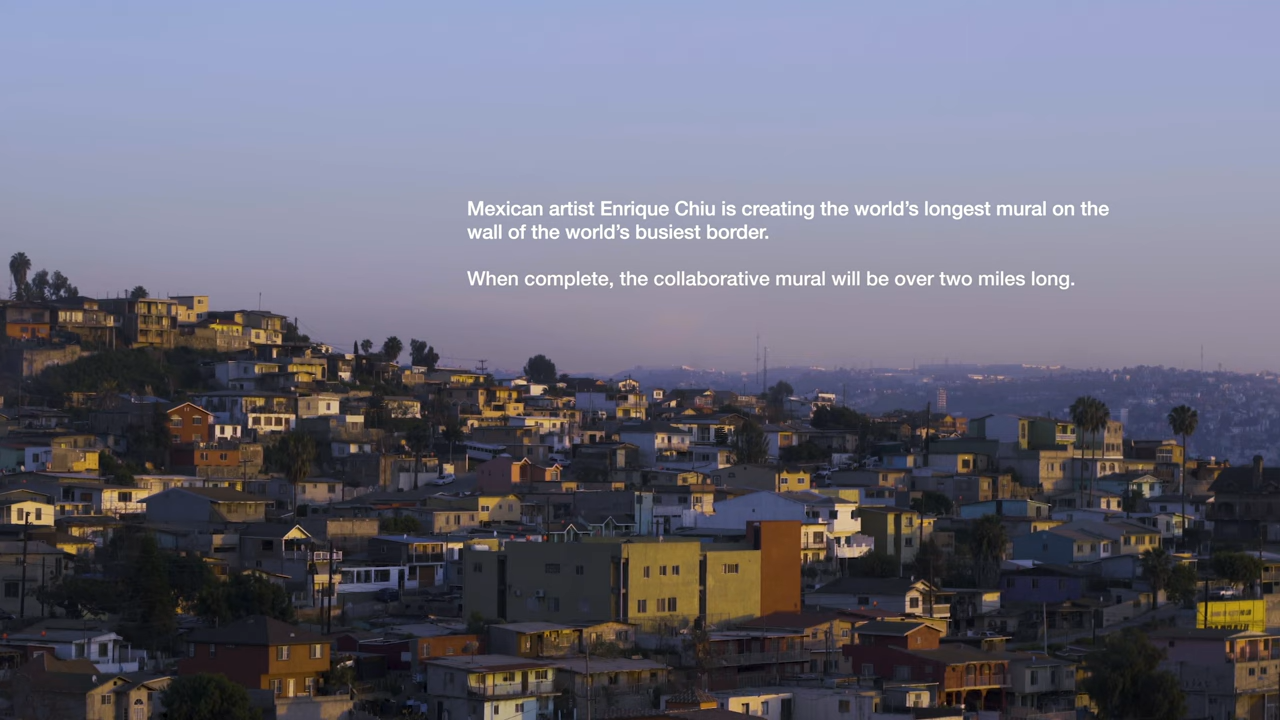 Mexican artist Enrique Chiu is creating the world’s longest mural on the
wall of the world’s busiest border.
When complete, the collaborative mural will be over two miles long.